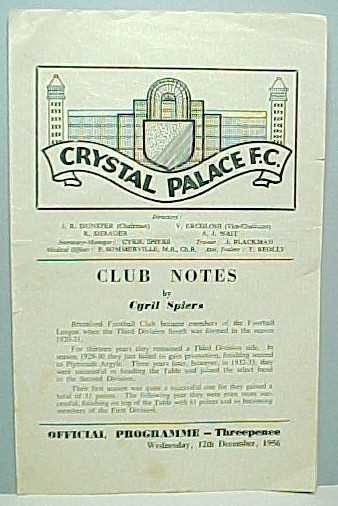 CRYSTAL PALACE F.C.
Directors:
(Chairman) V. ERCOLONI (Vice-Chairman)
A. J. WAIT
Secretary-Manager: CYRIL SPIERS Trainer: J. BLACKMAN
Medical Officer: P. SOMMERVILLE, M.B., Ch.B. Asst. Trainer: T. REOLLY
CLUB NOTES
by
Cyril Spiers
Brentford Football Club became members of the Football
League when the Third Division South was formed in the season
1920-21.
For thirteen years they remained a Third Division side. In
season 1929-30 they just failed to gain promotion, finishing second
to Plymouth Argyle. Three years later, however, in 1932-33, they
were successful in heading the Table and joined the select band
in the Second Division.
Their first season was quite a successful one for they gained a
total of 51 points. The following year they were even more suc-
cessful, finishing on top of the Table with 61 points and so becoming
members of the First Division.
OFFICIAL PROGRAMME – Threepence
Wednesday, 12th December, 1956